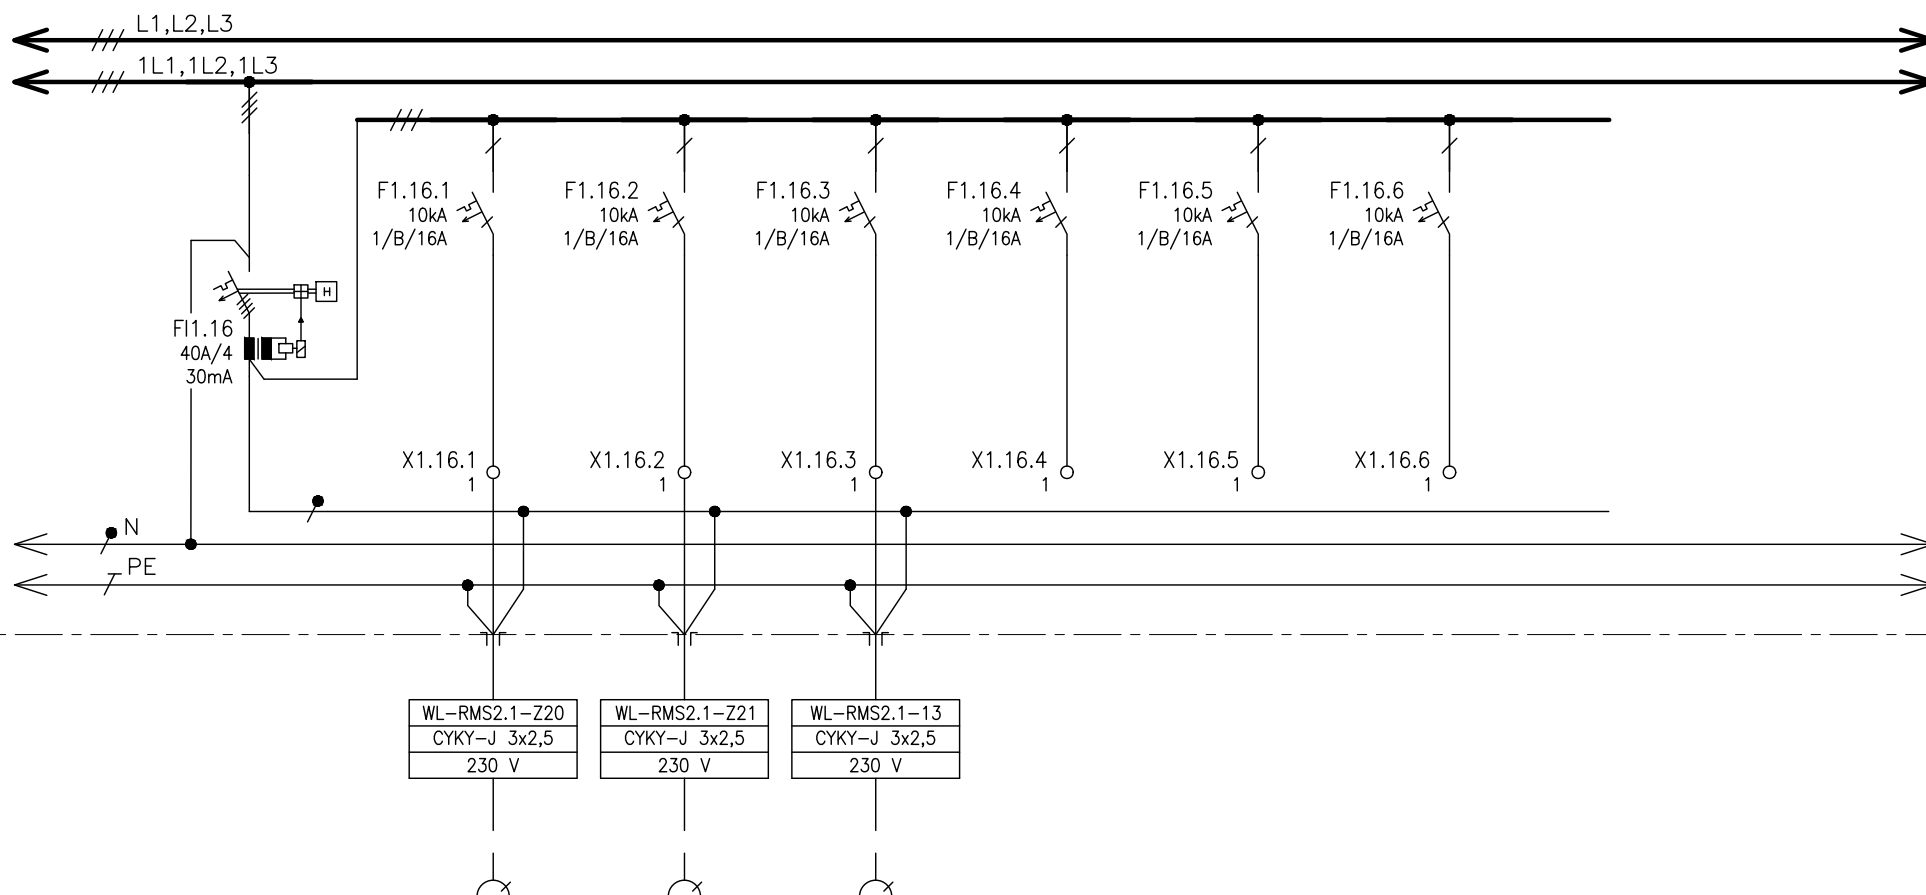 L1,L2,L3
1L1,1L2,1L3
F1.16.1
10kA
1/B/16A
F1.16.2
10kA
1/B/16A
F1.16.3
10kA
1/B/16A
F1.16.4
10kA
1/B/16A
F1.16.5
10kA
1/B/16A
F1.16.6
10kA
1/B/16A
H
FI1.16
40A/4
30mA
X1.16.1
1
X1.16.2
1
X1.16.3
1
X1.16.4
1
X1.16.5
1
X1.16.6
1
N
PE
WL-RMS2.1-Z20
CYKY-J 3x2,5
230 V
WL-RMS2.1-Z21
CYKY-J 3x2,5
230 V
WL-RMS2.1-13
CYKY-J 3x2,5
230 V